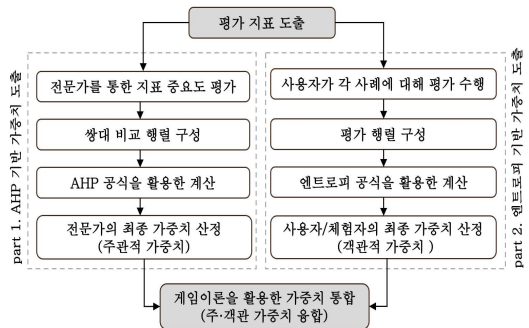 평가 지표 도출
part 1. AHP 기반 가중치 도출
전문가를 통한 지표 중요도 평가
쌍대 비교 행렬 구성
AHP 공식을 활용한 계산
전문가의 최종 가중치 산정
(주관적 가중치)
사용자가 각 사례에 대해 평가 수행
평가 행렬 구성
엔트로피 공식을 활용한 계산
사용자/체험자의 최종 가중치 산정
(객관적 가중치 )
part 2. 엔트로피 기반 가중치 도출
게임이론을 활용한 가중치 통합
(주·객관 가중치 융합)